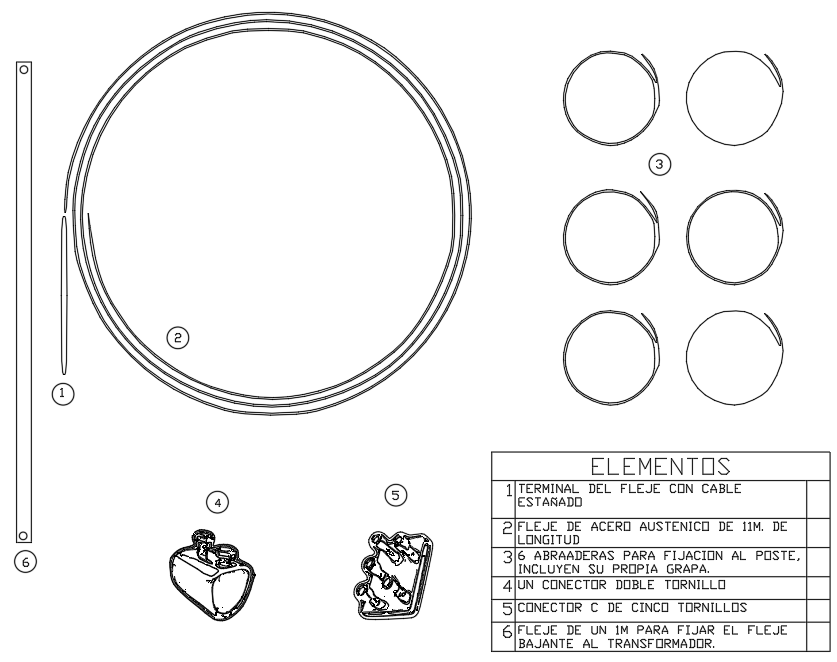 3
2
1
4
5
6
ELEMENTOS
1 TERMINAL DEL FLEJE CON CABLE
ESTAÑADO
2 FLEJE DE ACERO AUSTENICO DE 11M. DE
LONGITUD
3 6 ABRAADERAS PARA FIJACION AL POSTE,
INCLUYEN SU PROPIA GRAPA.
4 UN CONECTOR DOBLE TORNILLO
5 CONECTOR C DE CINCO TORNILLOS
6 FLEJE DE UN 1M PARA FIJAR EL FLEJE
BAJANTE AL TRANSFORMADOR.